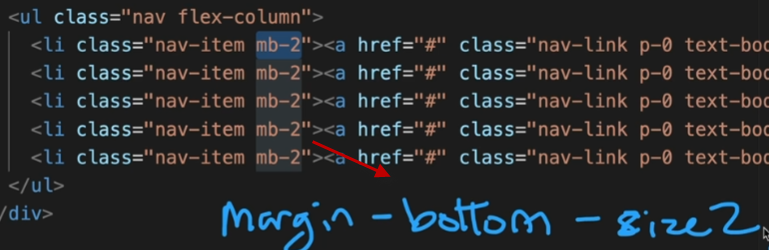 <ul class="nav flex-column">
<li class="nav-item mb-2"><a href="#" class="nav-link p-0 text-bod
<li class="nav-item mb-2"><a href="#" class="nav-link p-0 text-bod
<li class="nav-item mb-2"><a href="#" class="nav-link p-0 text-bod
<li class="nav-item mb-2"><a href="#" class="nav-link p-0 text-bod
<li class="nav-item mb-2"><a href="#" class="nav-link p-0 text-bod
</ul>
/div>
margin - bottom - size 2